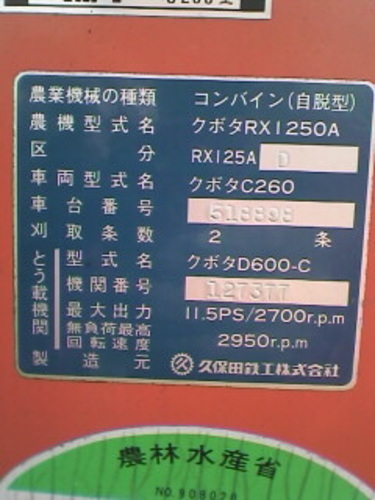 農業機械の種類 コンバイン(自脱型)
農機型式名 クボタRX1250A
区分 RX125A D
車両型式名 クボタC260
車台番号 518898
刈取条数 2条
とう載機関 型式名 クボタD600-C
機関番号 127377
最大出力 11.5PS/2700r.p.m
無負荷最高回転速度 2950r.p.m
製造元 久保田鉄工株式会社
農林水産省